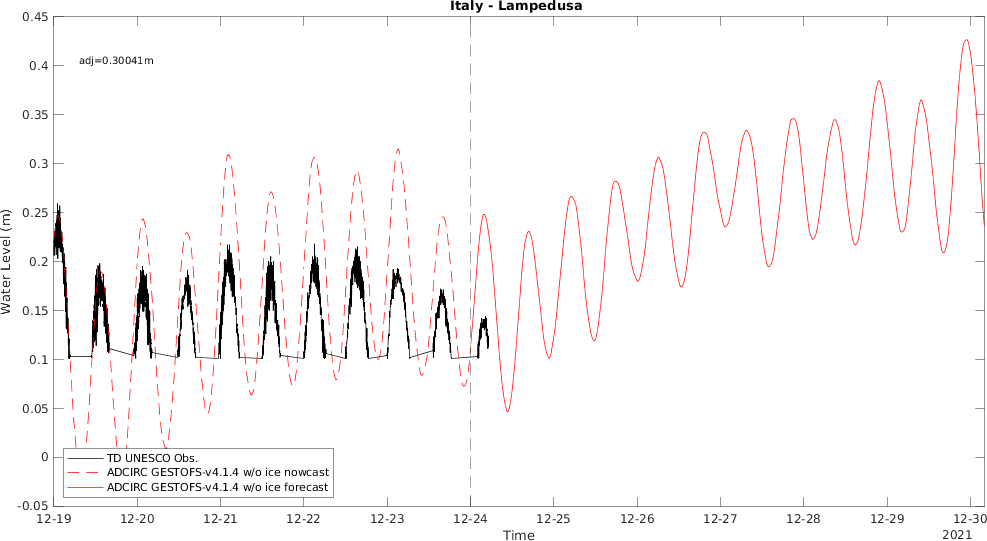 Italy - Lampedusa
adj=0.30041m
Water Level (m)
0.45
0.4
0.35
0.3
0.25
0.2
0.15
0.1
0.05
0
-0.05
TD UNESCO Obs.
ADCIRC GESTOFS-v4.1.4 w/o ice nowcast
ADCIRC GESTOFS-v4.1.4 w/o ice forecast
12-19 12-20 12-21 12-22 12-23 12-24 12-25 12-26 12-27 12-28 12-29 12-30
Time
2021